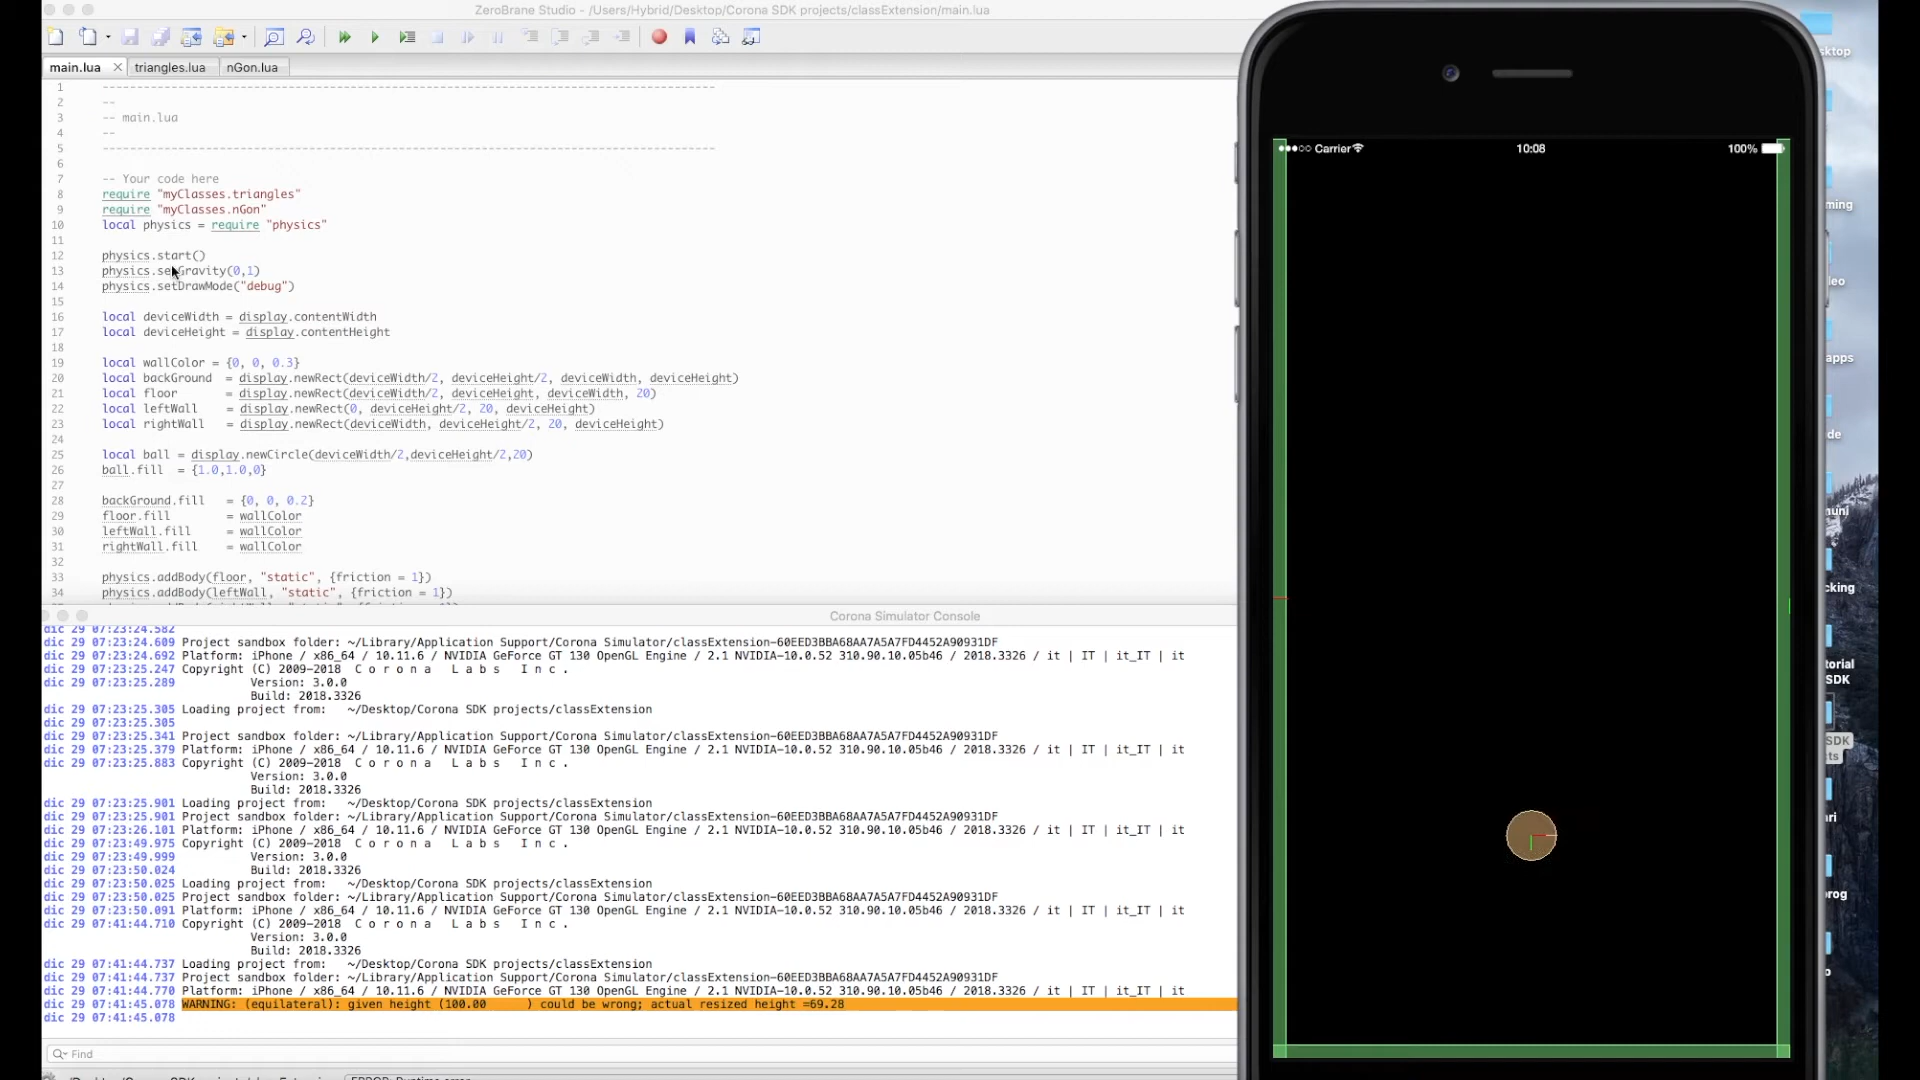 ZeroBrane Studio - /Users/Hybrid/Desktop/Corona SDK projects/classExtension/main.lua
main.lua
triangles.lua
nGon.lua
1 --------------------------------------------------------------------------------
2 --
3 -- main.lua
4 --
5 --------------------------------------------------------------------------------
6
7 -- Your code here
8 require "myClasses.triangles"
9 require "myClasses.nGon"
10 local physics = require "physics"
11
12 physics.start()
13 physics.setGravity(0,1)
14 physics.setDrawMode("debug")
15
16 local deviceWidth = display.contentWidth
17 local deviceHeight = display.contentHeight
18
19 local wallColor = {0, 0, 0.3}
20 local backGround = display.newRect(deviceWidth/2, deviceHeight/2, deviceWidth, deviceHeight)
21 local floor = display.newRect(deviceWidth/2, deviceHeight, deviceWidth, 20)
22 local leftWall = display.newRect(0, deviceHeight/2, 20, deviceHeight)
23 local rightWall = display.newRect(deviceWidth, deviceHeight/2, 20, deviceHeight)
24
25 local ball = display.newCircle(deviceWidth/2,deviceHeight/2,20)
26 ball.fill = {1.0,1.0,0}
27
28 backGround.fill = {0, 0, 0.2}
29 floor.fill = wallColor
30 leftWall.fill = wallColor
31 rightWall.fill = wallColor
32
33 physics.addBody(floor, "static", {friction = 1})
34 physics.addBody(leftWall, "static", {friction = 1})
Corona Simulator Console
dic 29 07:23:24.582
dic 29 07:23:24.609 Project sandbox folder: ~/Library/Application Support/Corona Simulator/classExtension-60EED3BBA68AA7A5A7FD4452A90931DF
dic 29 07:23:24.692 Platform: iPhone / x86_64 / 10.11.6 / NVIDIA GeForce GT 130 OpenGL Engine / 2.1 NVIDIA-10.0.52 310.90.10.05b46 / 2018.3326 / it | IT | it_IT | it
dic 29 07:23:25.247 Copyright (C) 2009-2018 C o r o n a L a b s I n c .
dic 29 07:23:25.289 Version: 3.0.0
Build: 2018.3326
dic 29 07:23:25.305 Loading project from: ~/Desktop/Corona SDK projects/classExtension
dic 29 07:23:25.305
dic 29 07:23:25.341 Project sandbox folder: ~/Library/Application Support/Corona Simulator/classExtension-60EED3BBA68AA7A5A7FD4452A90931DF
dic 29 07:23:25.379 Platform: iPhone / x86_64 / 10.11.6 / NVIDIA GeForce GT 130 OpenGL Engine / 2.1 NVIDIA-10.0.52 310.90.10.05b46 / 2018.3326 / it | IT | it_IT | it
dic 29 07:23:25.883 Copyright (C) 2009-2018 C o r o n a L a b s I n c .
Version: 3.0.0
Build: 2018.3326
dic 29 07:23:25.901 Loading project from: ~/Desktop/Corona SDK projects/classExtension
dic 29 07:23:25.901 Project sandbox folder: ~/Library/Application Support/Corona Simulator/classExtension-60EED3BBA68AA7A5A7FD4452A90931DF
dic 29 07:23:26.101 Platform: iPhone / x86_64 / 10.11.6 / NVIDIA GeForce GT 130 OpenGL Engine / 2.1 NVIDIA-10.0.52 310.90.10.05b46 / 2018.3326 / it | IT | it_IT | it
dic 29 07:23:49.975 Copyright (C) 2009-2018 C o r o n a L a b s I n c .
dic 29 07:23:49.999 Version: 3.0.0
dic 29 07:23:50.024 Build: 2018.3326
dic 29 07:23:50.025 Loading project from: ~/Desktop/Corona SDK projects/classExtension
dic 29 07:23:50.025 Project sandbox folder: ~/Library/Application Support/Corona Simulator/classExtension-60EED3BBA68AA7A5A7FD4452A90931DF
dic 29 07:23:50.091 Platform: iPhone / x86_64 / 10.11.6 / NVIDIA GeForce GT 130 OpenGL Engine / 2.1 NVIDIA-10.0.52 310.90.10.05b46 / 2018.3326 / it | IT | it_IT | it
dic 29 07:41:44.710 Copyright (C) 2009-2018 C o r o n a L a b s I n c .
Version: 3.0.0
Build: 2018.3326
dic 29 07:41:44.737 Loading project from: ~/Desktop/Corona SDK projects/classExtension
dic 29 07:41:44.737 Project sandbox folder: ~/Library/Application Support/Corona Simulator/classExtension-60EED3BBA68AA7A5A7FD4452A90931DF
dic 29 07:41:44.770 Platform: iPhone / x86_64 / 10.11.6 / NVIDIA GeForce GT 130 OpenGL Engine / 2.1 NVIDIA-10.0.52 310.90.10.05b46 / 2018.3326 / it | IT | it_IT | it
dic 29 07:41:45.078 WARNING: (equilateral): given height (100.00 ) could be wrong; actual resized height =69.28
dic 29 07:41:45.078
Find
Carrier
10:08
100%
ktop
ming
leo
apps
de
muni
cking
torial
SDK
SDK
cts
ari
prog
o